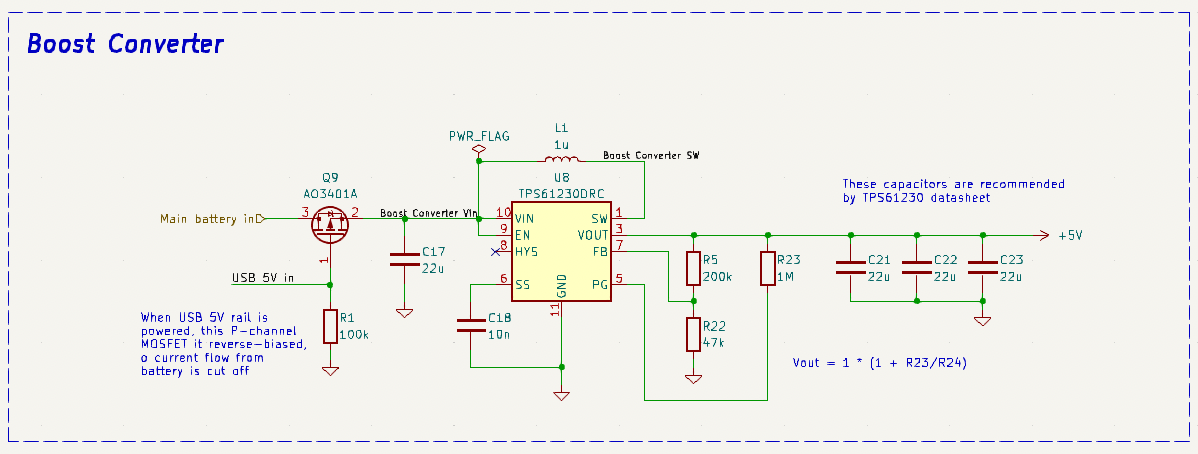 Boost Converter
L1
1u
PWR_FLAG
Boost Converter SW
Q9
AO3401A
U8
TPS61230DRC
These capacitors are recommended
by TPS61230 datasheet
Main battery in
3
2
Boost Converter Vin
10
VIN
SW
1
9
EN
VOUT
3
+5V
8
HYS
FB
7
1
C17
22u
R5
200k
R23
1M
C21
22u
C22
22u
C23
22u
USB 5V in
6
SS
GND
PG
5
11
When USB 5V rail is
powered, this P-channel
MOSFET it reverse-biased,
a current flow from
battery is cut off
R1
100k
C18
10n
R22
47k
Vout = 1 * (1 + R23/R24)